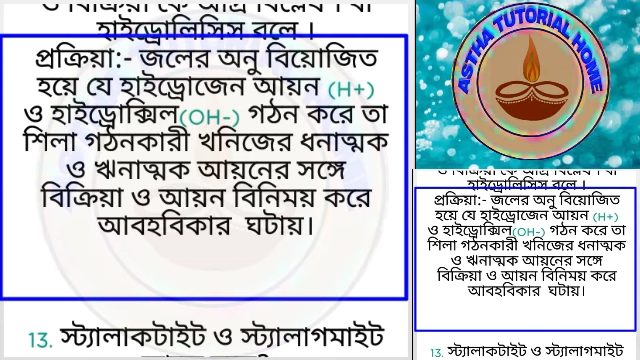 হাইড্রোলিসিস বলে ।
প্রক্রিয়া:- জলের অনু বিয়োজিত
হয়ে যে হাইড্রোজেন আয়ন (H+)
ও হাইড্রোক্সিল(OH-) গঠন করে তা
শিলা গঠনকারী খনিজের ধনাত্মক
ও ঋনাত্মক আয়নের সঙ্গে
বিক্রিয়া ও আয়ন বিনিময় করে
আবহবিকার ঘটায়।
13. স্ট্যালাকটাইট ও স্ট্যালাগমাইট
ASTHA TUTORIAL HOME
হাইড্রোলিসিস বলে ।
প্রক্রিয়া:- জলের অনু বিয়োজিত
হয়ে যে হাইড্রোজেন আয়ন (H+)
ও হাইড্রোক্সিল(OH-) গঠন করে তা
শিলা গঠনকারী খনিজের ধনাত্মক
ও ঋনাত্মক আয়নের সঙ্গে
বিক্রিয়া ও আয়ন বিনিময় করে
আবহবিকার ঘটায়।
13. স্ট্যালাকটাইট ও স্ট্যালাগমাইট